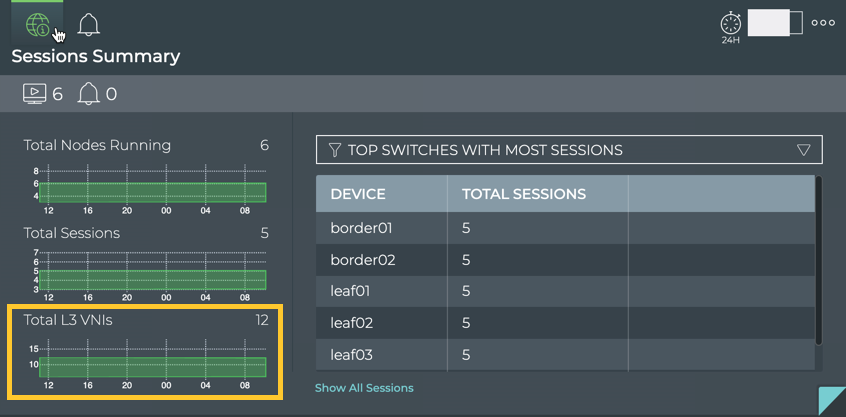 24H
Sessions Summary
6 0
Total Nodes Running 6
8
6
4
12 16 20 00 04 08
Total Sessions 5
7
6
5
4
3
12 16 20 00 04 08
Total L3 VNIs 12
15
10
12 16 20 00 04 08
TOP SWITCHES WITH MOST SESSIONS
DEVICE TOTAL SESSIONS
border01 5
border02 5
leaf01 5
leaf02 5
leaf03 5
Show All Sessions